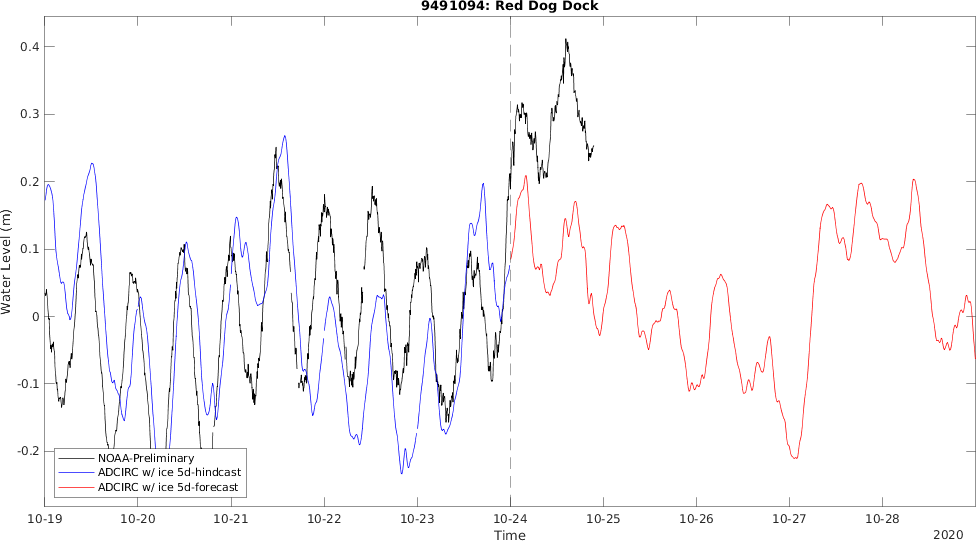 9491094: Red Dog Dock
Water Level (m)
0.4
0.3
0.2
0.1
0
-0.1
-0.2
NOAA-Preliminary
ADCIRC w/ ice 5d-hindcast
ADCIRC w/ ice 5d-forecast
10-19 10-20 10-21 10-22 10-23 10-24 10-25 10-26 10-27 10-28
Time
2020